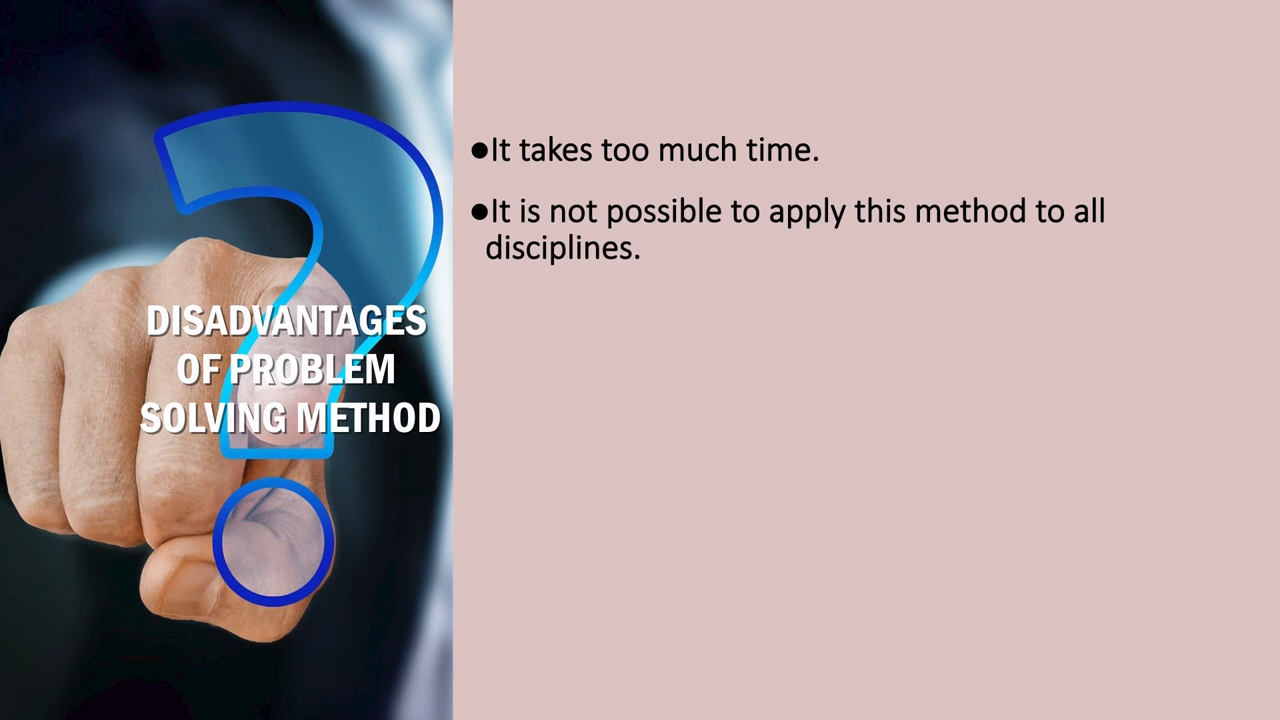 DISADVANTAGES
OF PROBLEM
SOLVING METHOD
●It takes too much time.
●It is not possible to apply this method to all
disciplines.